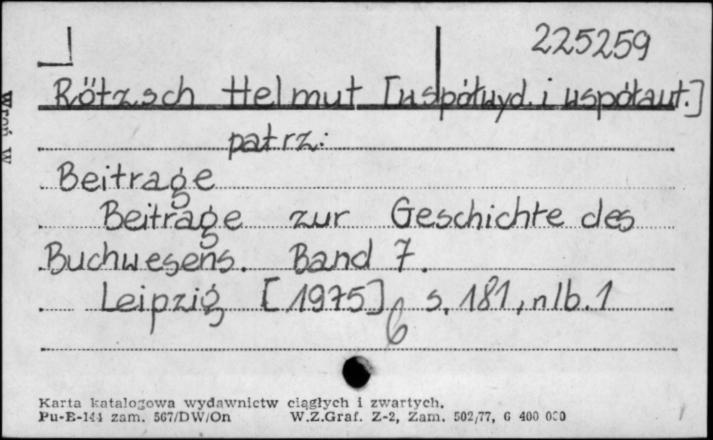 225259
Rötzsch Helmut [współwyd. i współaut.]
patrz:
Beitrage
Beitrage zur Geschichte des
Buchwesens. Band 7.
Leipzig [1975] s. 181, nlb. 1
6
Karta katalogowa wydawnictw ciągłych i zwartych.
Pu-B-144 zam. 567/DW/On W.Z.Graf. Z-2, Zam. 502/77, 6 400 000